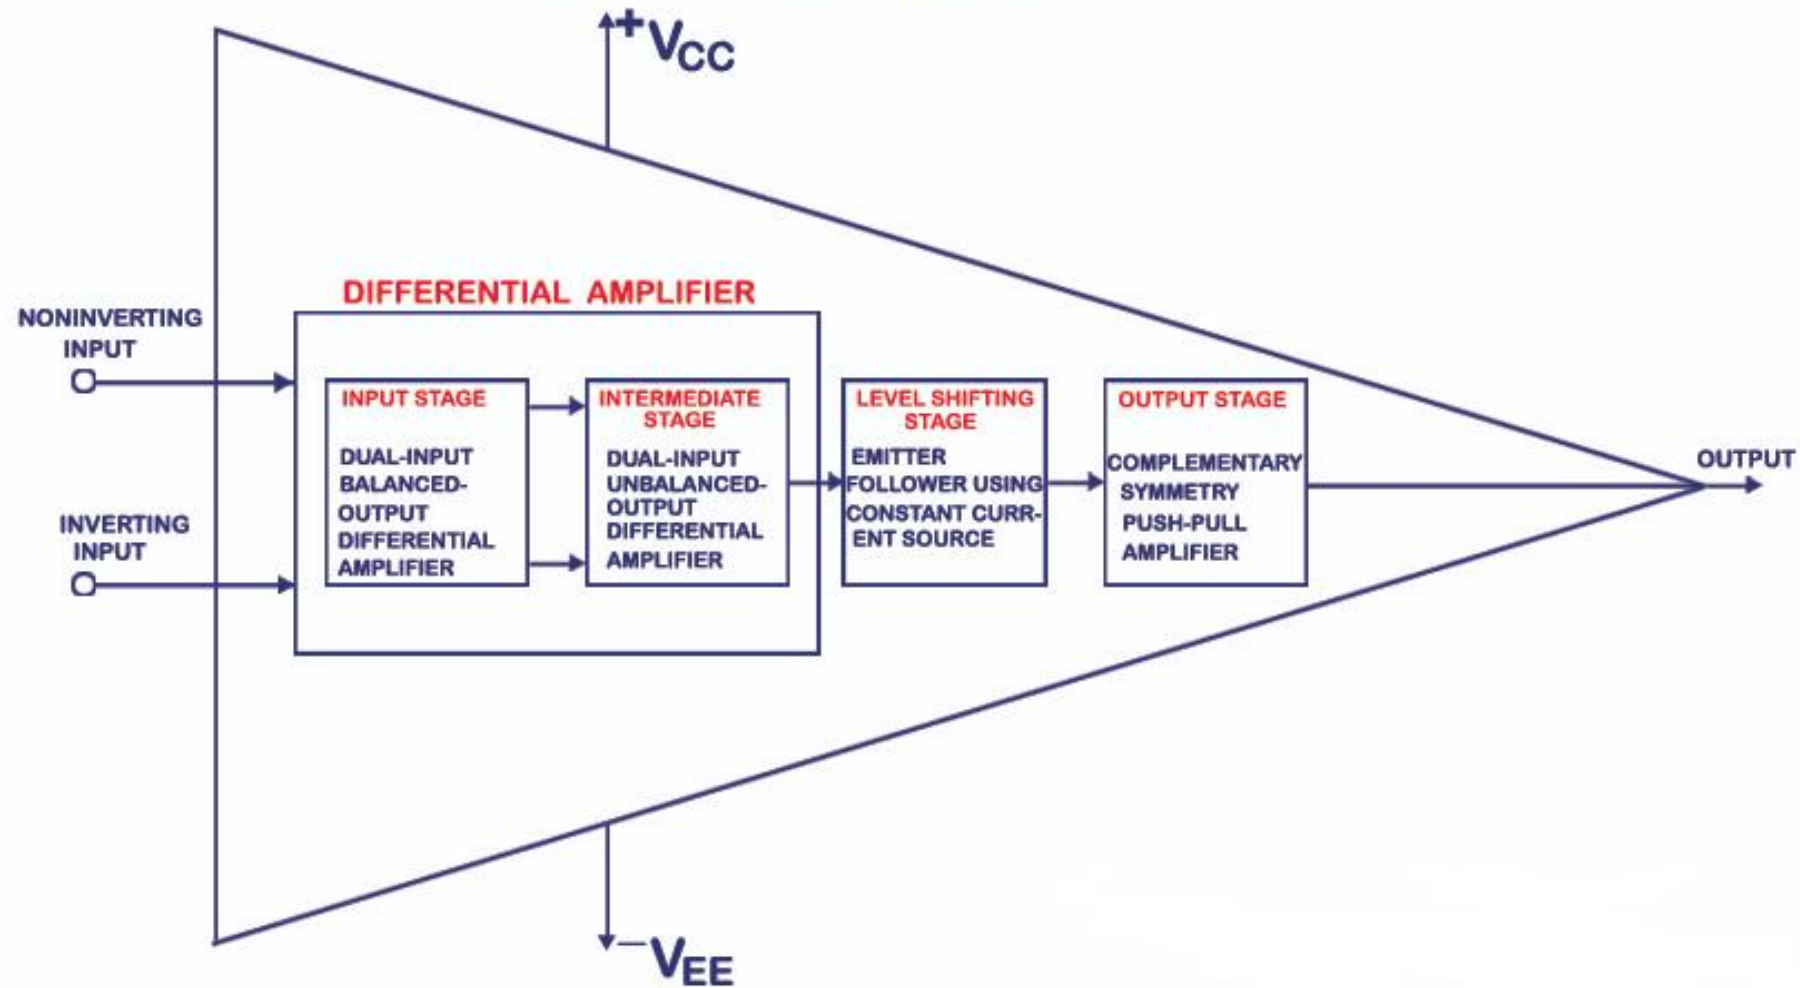 +VCC
DIFFERENTIAL AMPLIFIER
NONINVERTING
INPUT
INVERTING
INPUT
INPUT STAGE
DUAL-INPUT
BALANCED-
OUTPUT
DIFFERENTIAL
AMPLIFIER
INTERMEDIATE
STAGE
DUAL-INPUT
UNBALANCED-
OUTPUT
DIFFERENTIAL
AMPLIFIER
LEVEL SHIFTING
STAGE
EMITTER
FOLLOWER USING
CONSTANT CURR-
ENT SOURCE
OUTPUT STAGE
COMPLEMENTARY
SYMMETRY
PUSH-PULL
AMPLIFIER
OUTPUT
−VEE